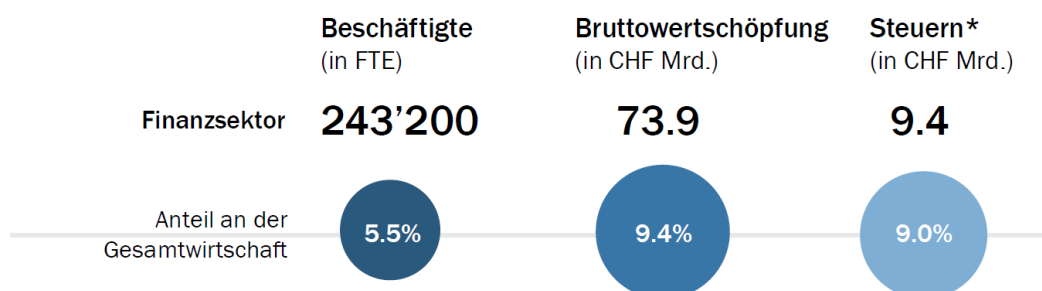 Beschäftigte Bruttowertschöpfung Steuern*
(in FTE) (in CHF Mrd.) (in CHF Mrd.)
Finanzsektor 243’200 73.9 9.4
Anteil an der
Gesamtwirtschaft 5.5% 9.4% 9.0%